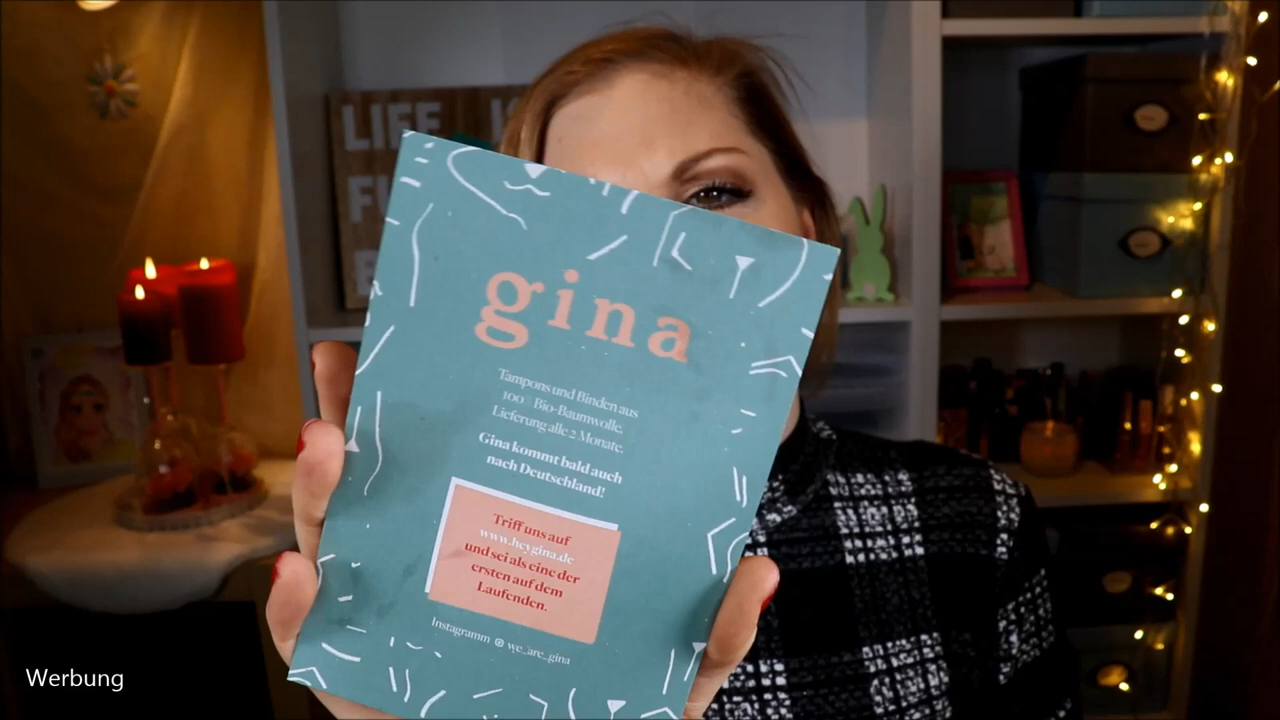 LIFE
gina
Tampons und Binden aus
100% Bio-Baumwolle.
Lieferung alle 2 Monate.
Gina kommt bald auch
nach Deutschland!
Triff uns auf
www.heygina.de
und sei als eine der
ersten auf dem
Laufenden.
Instagramm @ we_are_gina
Werbung